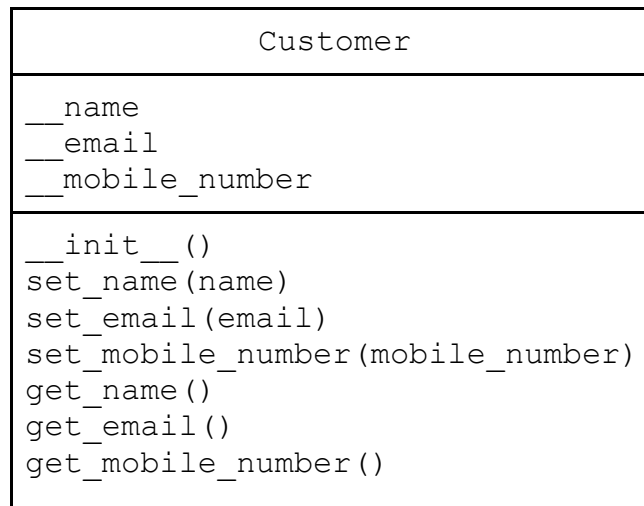 Customer
__name
__email
__mobile_number
__init__()
set_name(name)
set_email(email)
set_mobile_number(mobile_number)
get_name()
get_email()
get_mobile_number()